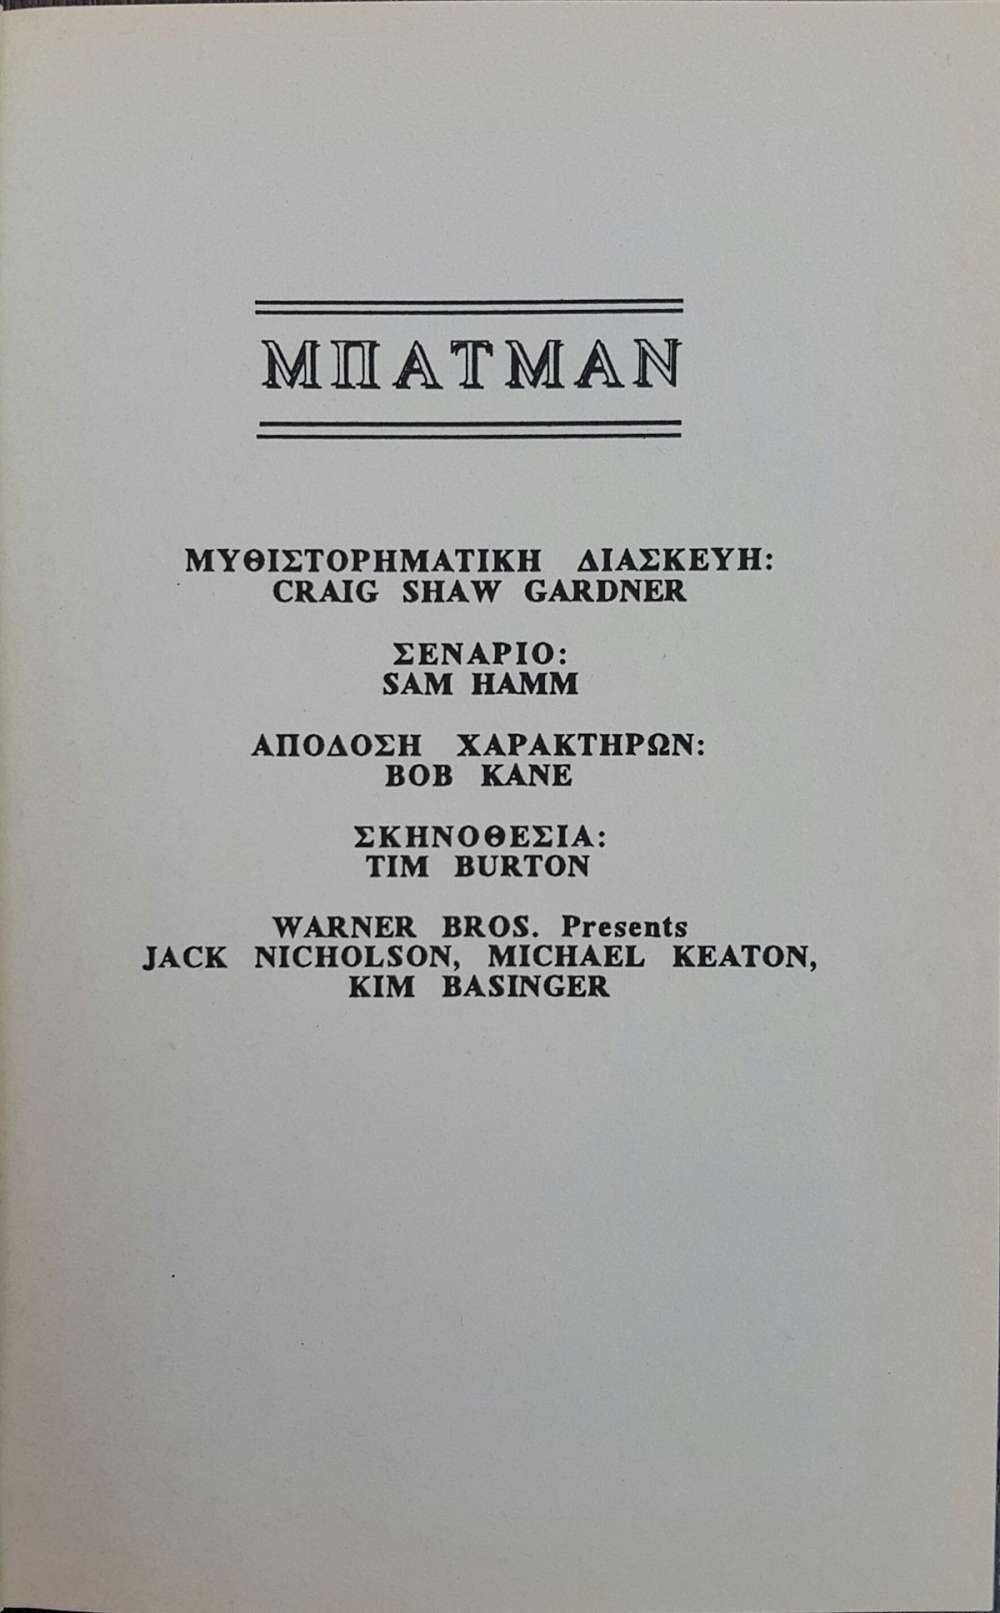 ΜΠΑΤΜΑΝ
ΜΥΘΙΣΤΟΡΗΜΑΤΙΚΗ ΔΙΑΣΚΕΥΗ:
CRAIG SHAW GARDNER
ΣΕΝΑΡΙΟ:
SAM HAMM
ΑΠΟΔΟΣΗ ΧΑΡΑΚΤΗΡΩΝ:
BOB KANE
ΣΚΗΝΟΘΕΣΙΑ:
TIM BURTON
WARNER BROS. Presents
JACK NICHOLSON, MICHAEL KEATON,
KIM BASINGER